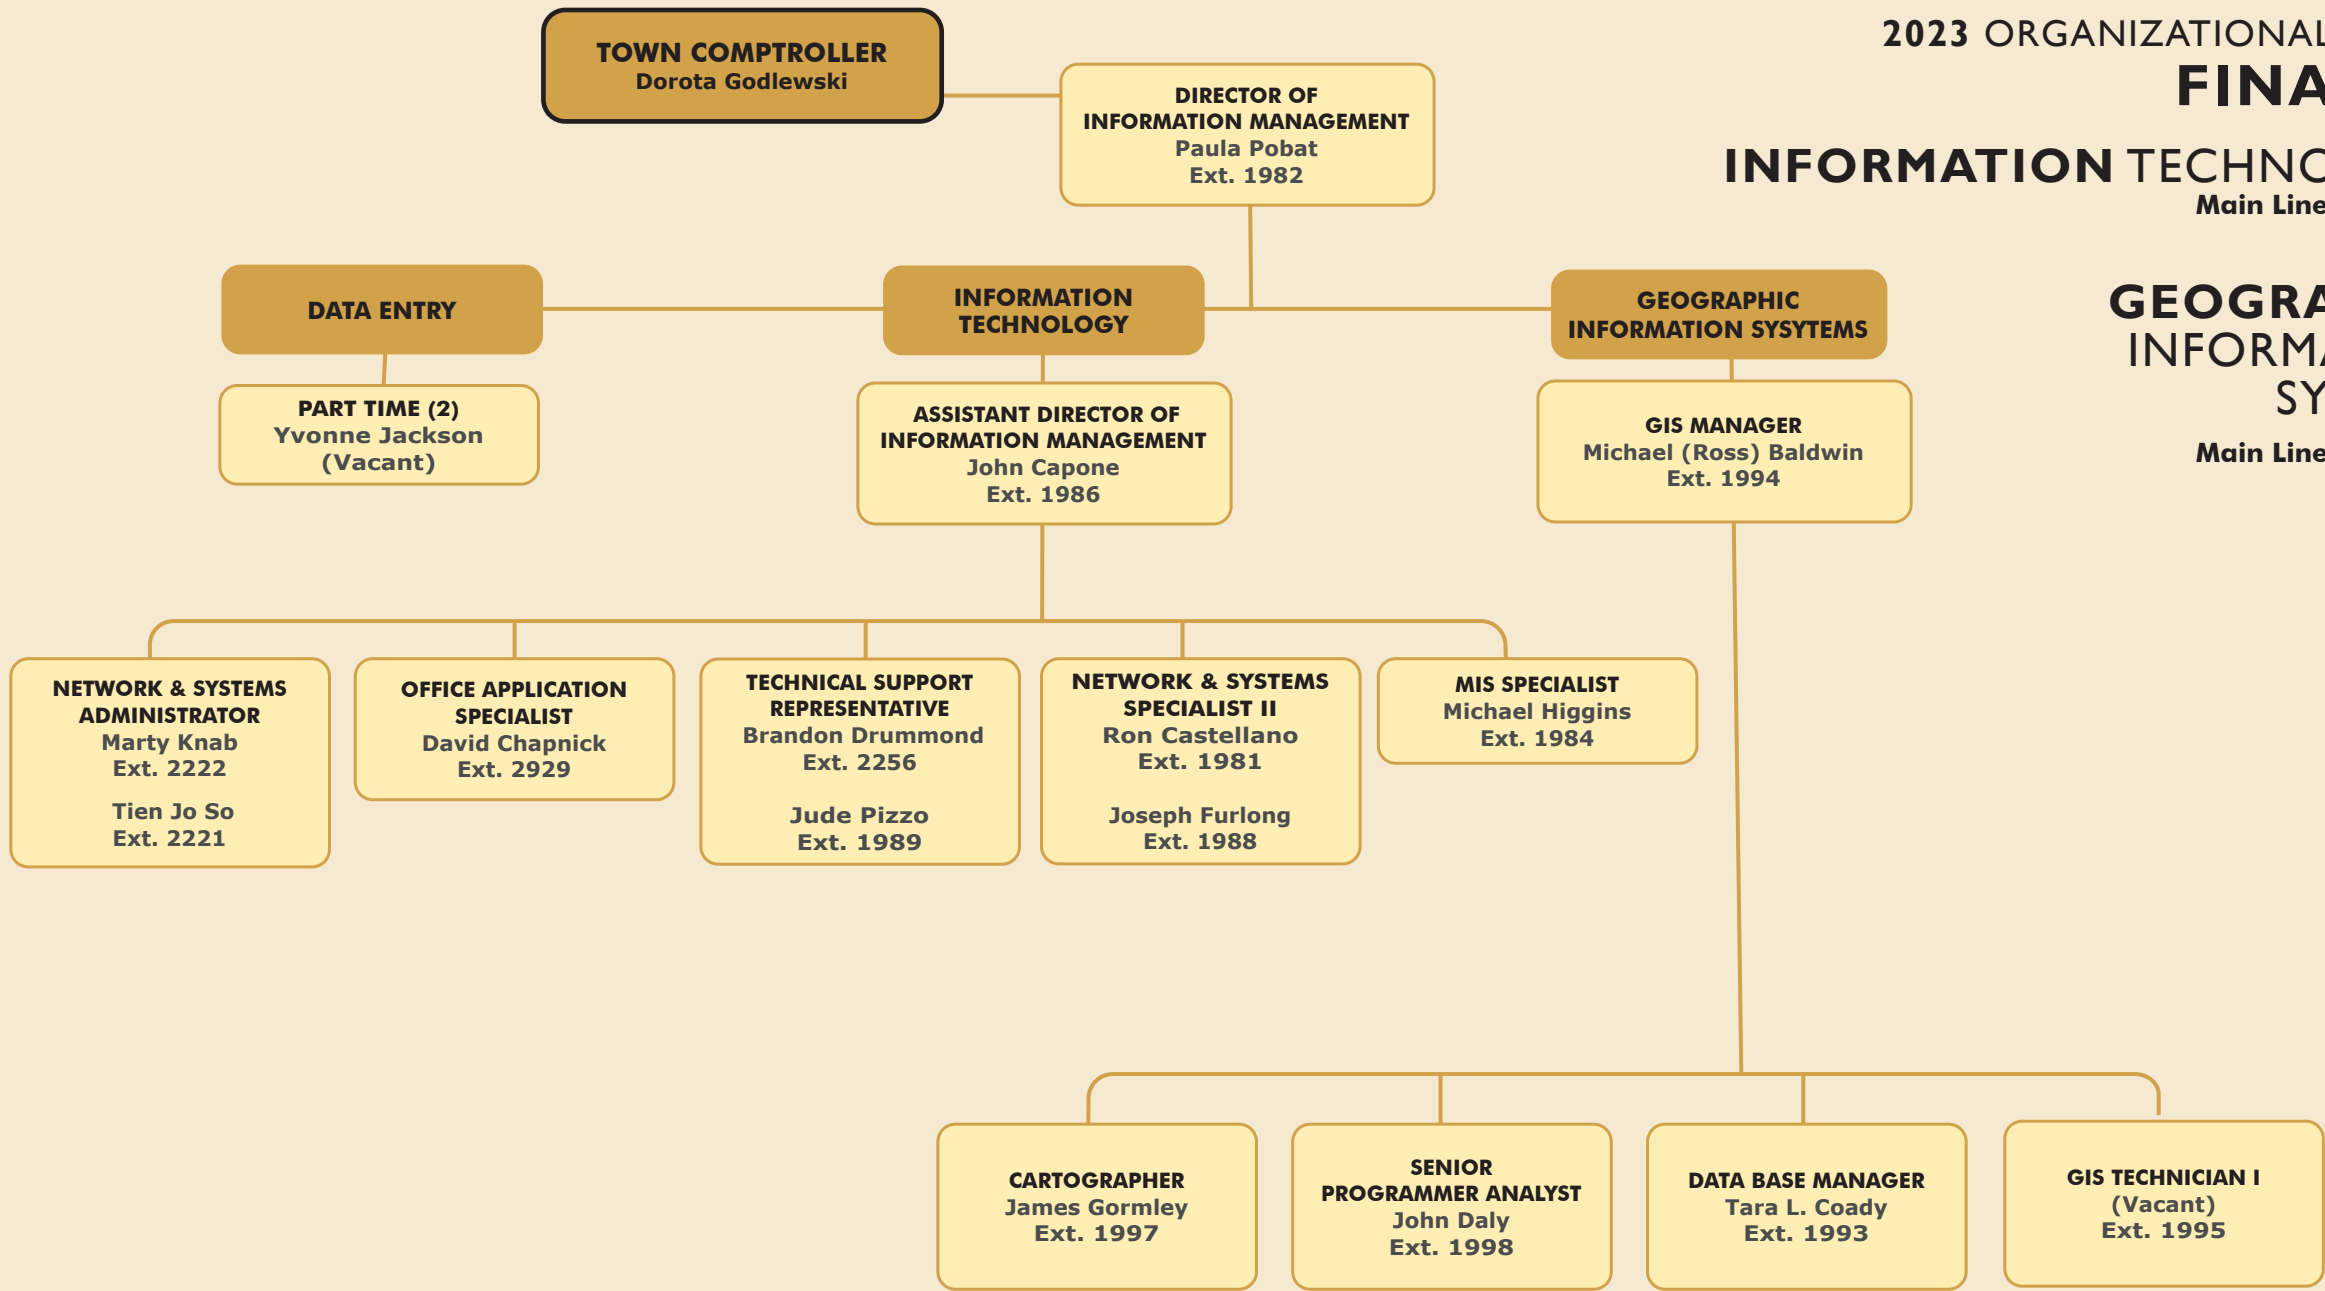 2023 ORGANIZATIONAL
FINA
INFORMATION TECHNO
Main Line
GEOGRA
INFORMA
SY
Main Line
TOWN COMPTROLLER
Dorota Godlewski
DIRECTOR OF
INFORMATION MANAGEMENT
Paula Pobat
Ext. 1982
DATA ENTRY
INFORMATION
TECHNOLOGY
GEOGRAPHIC
INFORMATION SYSYTEMS
PART TIME (2)
Yvonne Jackson
(Vacant)
ASSISTANT DIRECTOR OF
INFORMATION MANAGEMENT
John Capone
Ext. 1986
GIS MANAGER
Michael (Ross) Baldwin
Ext. 1994
NETWORK & SYSTEMS
ADMINISTRATOR
Marty Knab
Ext. 2222
Tien Jo So
Ext. 2221
OFFICE APPLICATION
SPECIALIST
David Chapnick
Ext. 2929
TECHNICAL SUPPORT
REPRESENTATIVE
Brandon Drummond
Ext. 2256
Jude Pizzo
Ext. 1989
NETWORK & SYSTEMS
SPECIALIST II
Ron Castellano
Ext. 1981
Joseph Furlong
Ext. 1988
MIS SPECIALIST
Michael Higgins
Ext. 1984
CARTOGRAPHER
James Gormley
Ext. 1997
SENIOR
PROGRAMMER ANALYST
John Daly
Ext. 1998
DATA BASE MANAGER
Tara L. Coady
Ext. 1993
GIS TECHNICIAN I
(Vacant)
Ext. 1995